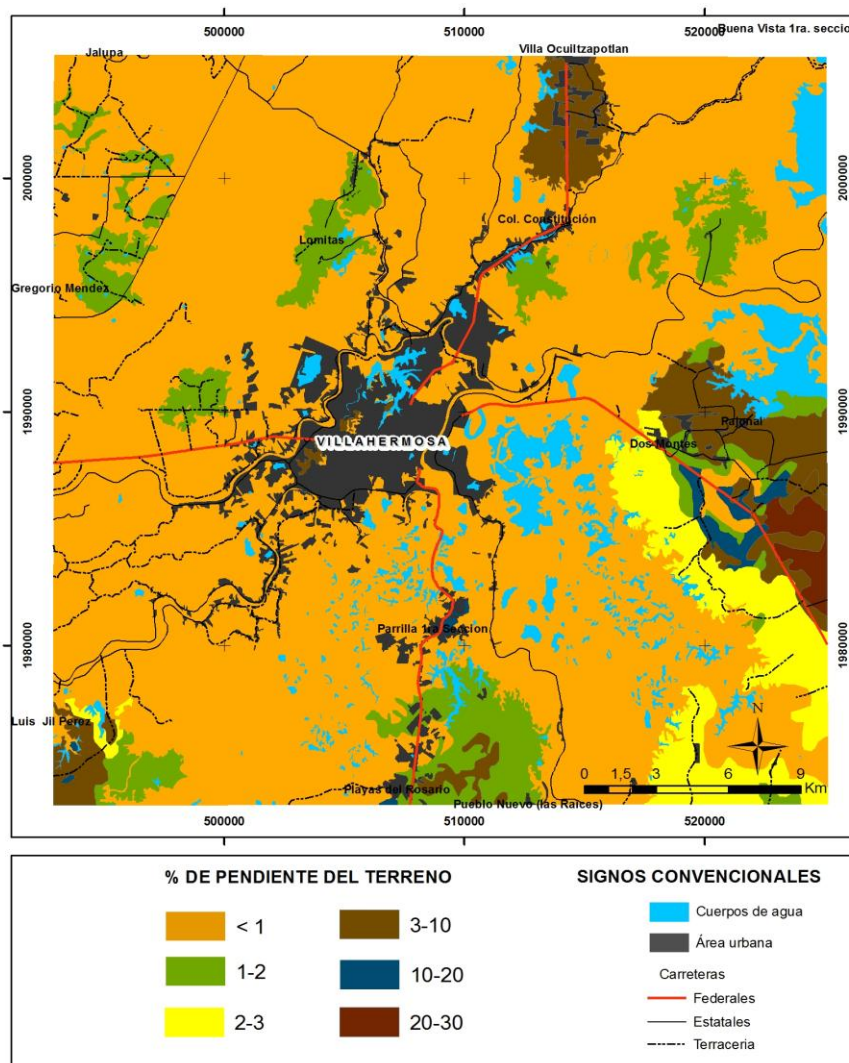 500000 510000 520000
Buena Vista 1ra. seccio
Jalupa
Villa Ocuiltzapotlan
2000000 2000000
Col. Constitución
Lomitas
Gregorio Mendez
1990000 1990000
VILLAHERMOSA
Pajonal
Dos Montes
1980000 1980000
Parrilla 1ra Seccion
Luis Jil Perez
N
0 1,5 3 6 9
Km
Playas del Rosario
Pueblo Nuevo (las Raíces)
500000 510000 520000
% DE PENDIENTE DEL TERRENO
< 1
1-2
2-3
3-10
10-20
20-30
SIGNOS CONVENCIONALES
Cuerpos de agua
Área urbana
Carreteras
Federales
Estatales
Terraceria